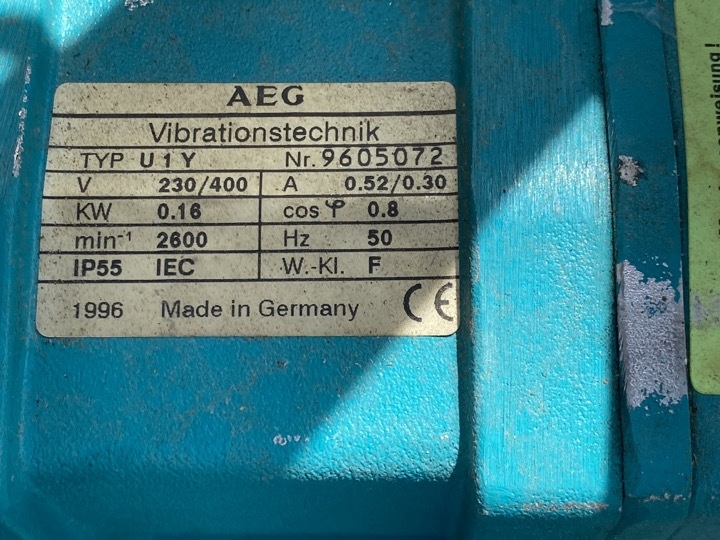 AEG
Vibrationstechnik
TYP U 1 Y Nr. 9605072
V 230/400 A 0.52/0.30
KW 0.16 cos φ 0.8
min⁻¹ 2600 Hz 50
IP55 IEC W.-Kl. F
1996 Made in Germany CE